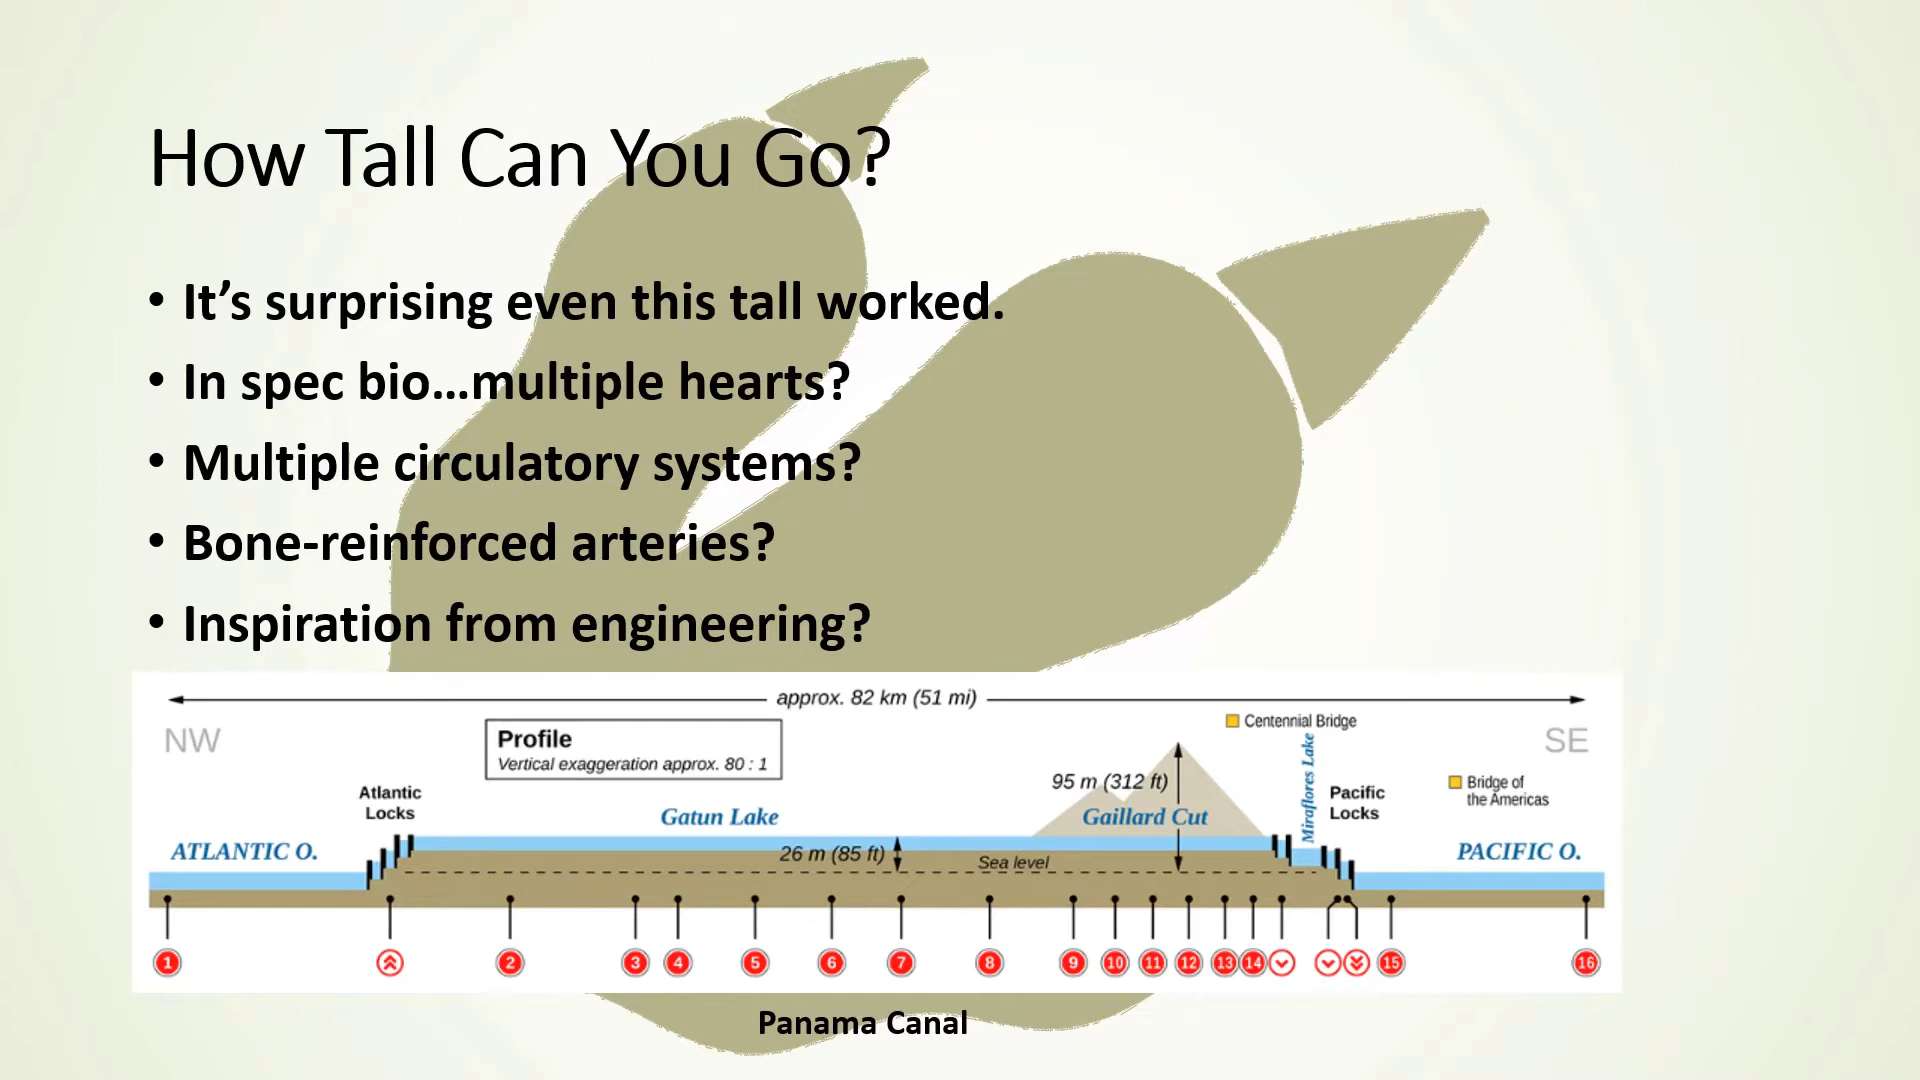 How Tall Can You Go?
• It’s surprising even this tall worked.
• In spec bio…multiple hearts?
• Multiple circulatory systems?
• Bone-reinforced arteries?
• Inspiration from engineering?
approx. 82 km (51 mi)
NW
SE
Profile
Vertical exaggeration approx. 80 : 1
Centennial Bridge
Miraflores Lake
95 m (312 ft)
Bridge of
the Americas
Atlantic
Locks
Pacific
Locks
Gatun Lake
Gaillard Cut
ATLANTIC O.
26 m (85 ft)
Sea level
PACIFIC O.
1 2 3 4 5 6 7 8 9 10 11 12 13 14 15 16
Panama Canal